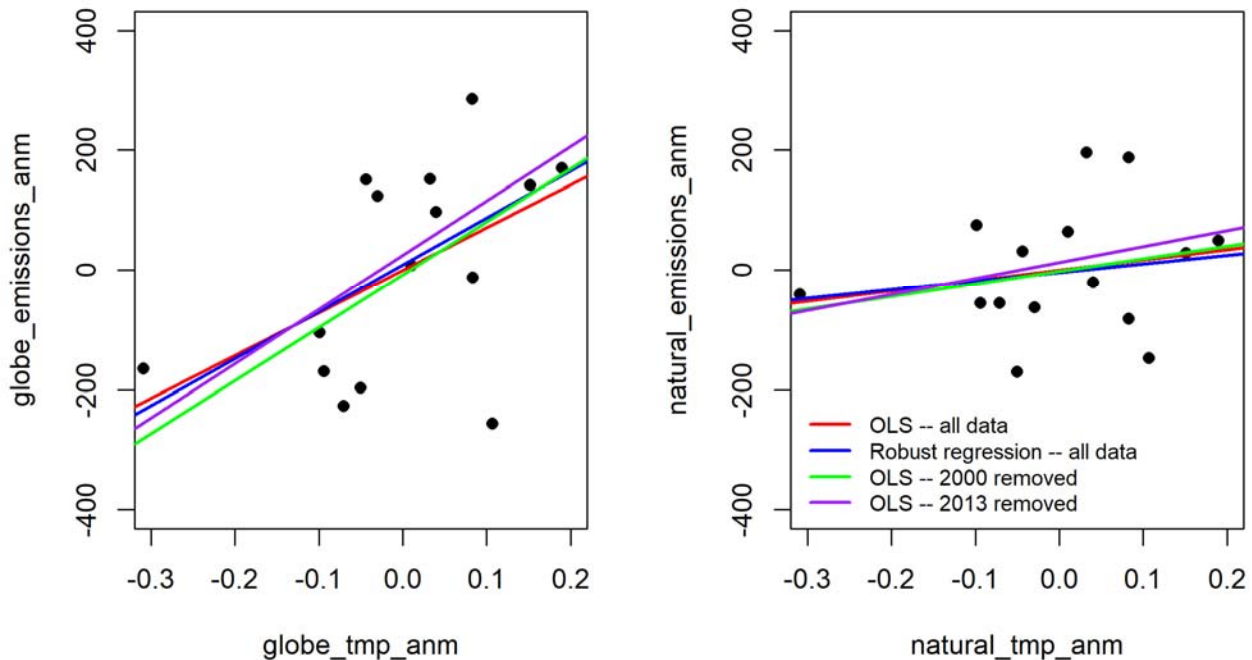 globe_emissions_anm
400
200
0
-200
-400
-0.3
-0.2
-0.1
0.0
0.1
0.2
globe_tmp_anm
natural_emissions_anm
400
200
0
-200
-400
OLS -- all data
Robust regression -- all data
OLS -- 2000 removed
OLS -- 2013 removed
-0.3
-0.2
-0.1
0.0
0.1
0.2
natural_tmp_anm